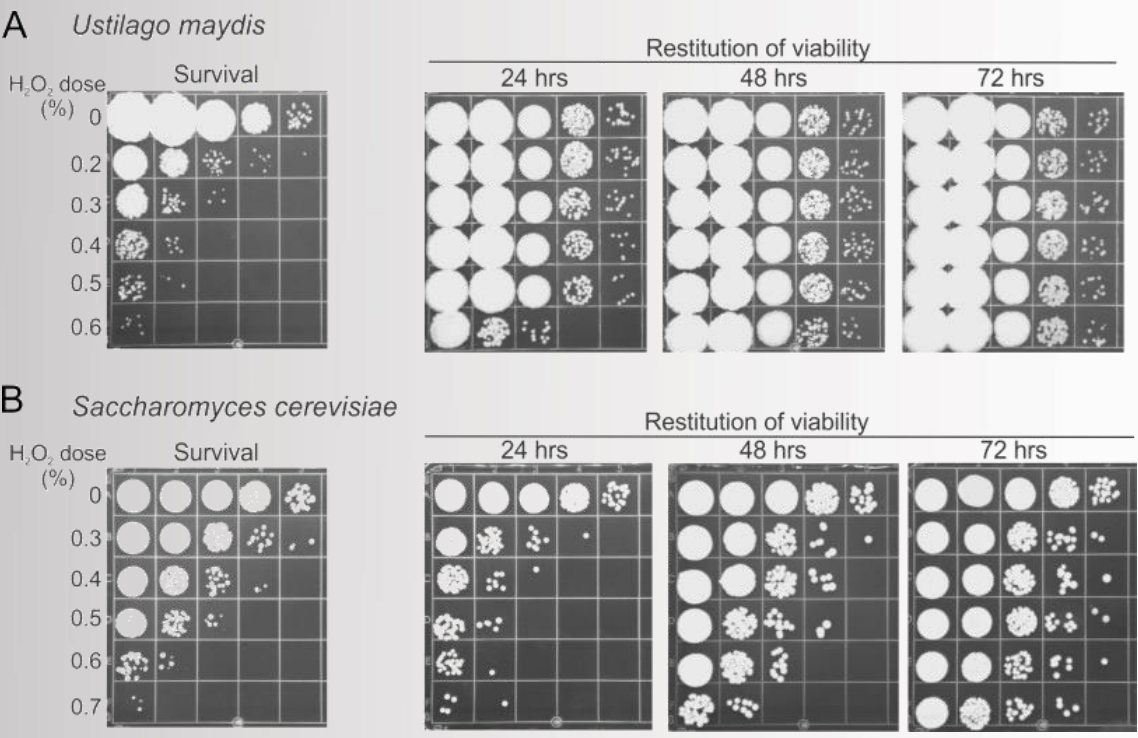 A Ustilago maydis
Restitution of viability
H₂O₂ dose (%)
Survival
24 hrs 48 hrs 72 hrs
0
0.2
0.3
0.4
0.5
0.6
B Saccharomyces cerevisiae
Restitution of viability
H₂O₂ dose (%)
Survival
24 hrs 48 hrs 72 hrs
0
0.3
0.4
0.5
0.6
0.7